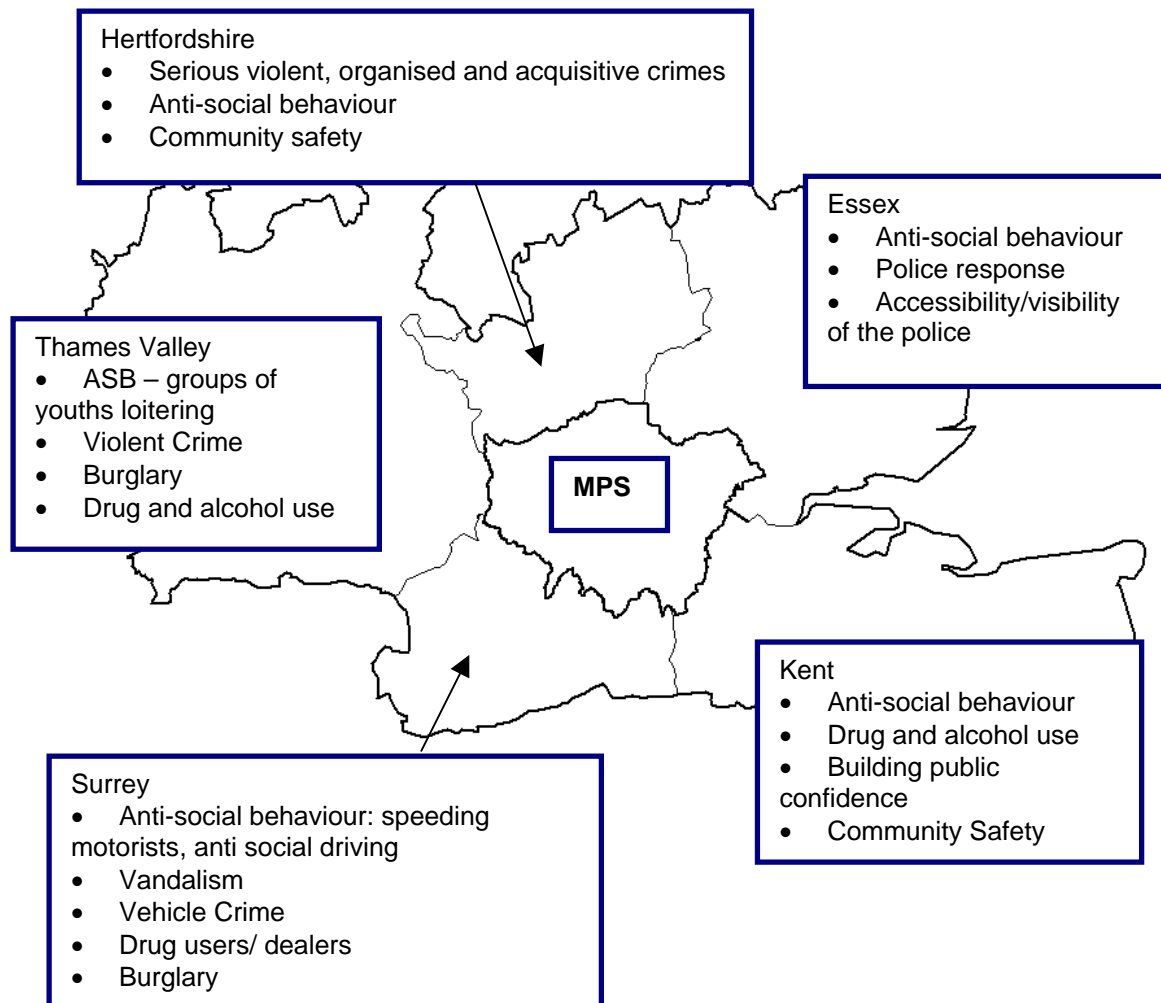 Hertfordshire
• Serious violent, organised and acquisitive crimes
• Anti-social behaviour
• Community safety
Essex
• Anti-social behaviour
• Police response
• Accessibility/visibility
of the police
Thames Valley
• ASB – groups of
youths loitering
• Violent Crime
• Burglary
• Drug and alcohol use
MPS
Kent
• Anti-social behaviour
• Drug and alcohol use
• Building public
confidence
• Community Safety
Surrey
• Anti-social behaviour: speeding
motorists, anti social driving
• Vandalism
• Vehicle Crime
• Drug users/ dealers
• Burglary